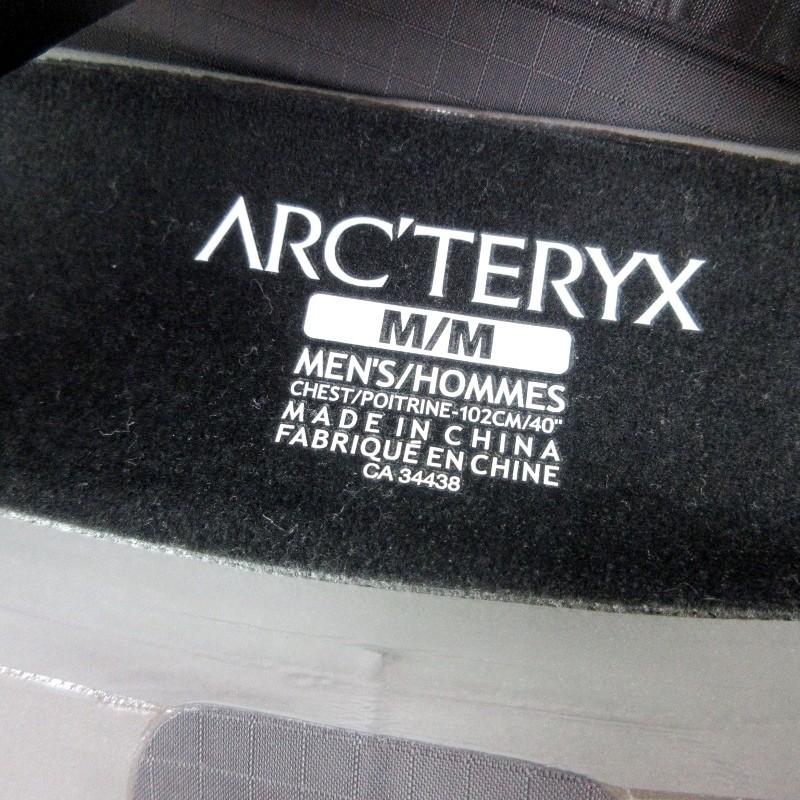 ARC'TERYX
M/M
MEN'S/HOMMES
CHEST/POITRINE-102CM/40"
MADE IN CHINA
FABRIQUÉ EN CHINE
CA 34438